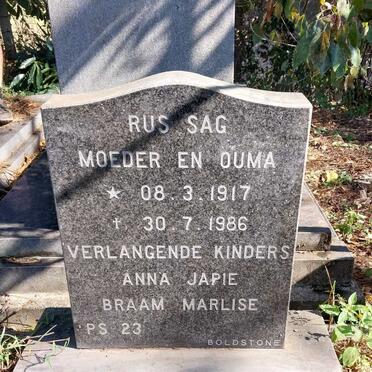 RUS SAG
MOEDER EN OUMA
* 08.3.1917
† 30.7.1986
VERLANGENDE KINDERS
ANNA JAPIE
BRAAM MARLISE
PS 23
BOLDSTONE